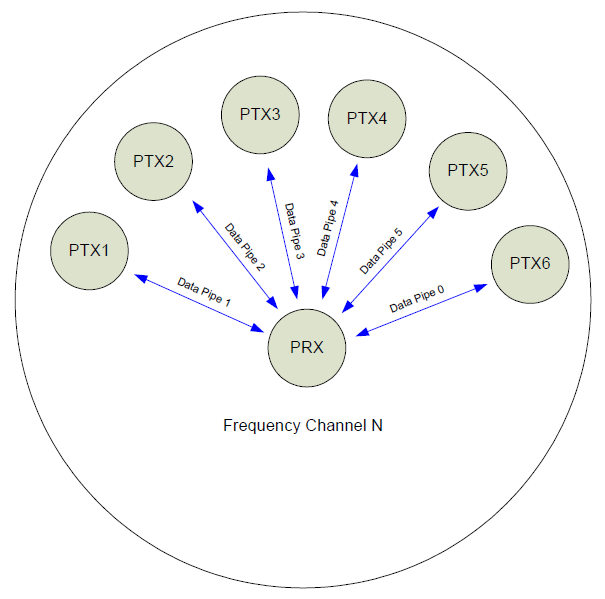 PTX3
PTX4
PTX2
PTX5
PTX1
PTX6
Data Pipe 1
Data Pipe 2
Data Pipe 3
Data Pipe 4
Data Pipe 5
Data Pipe 0
PRX
Frequency Channel N